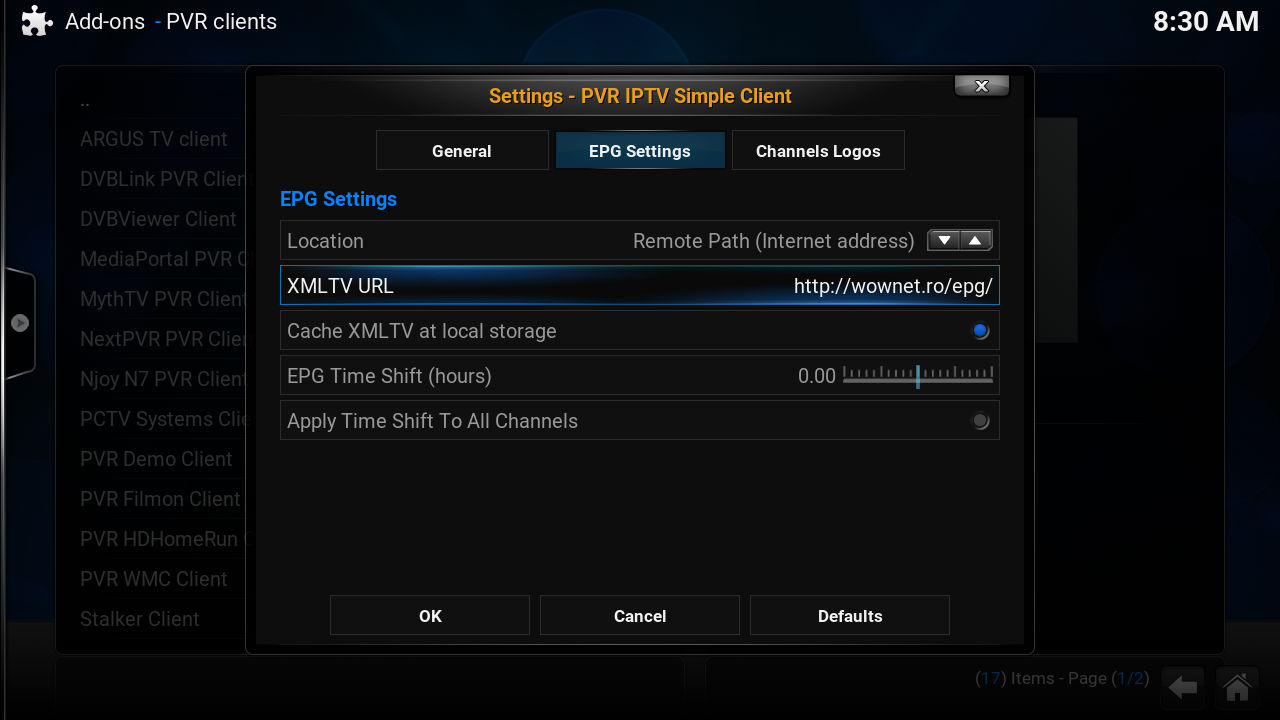 Add-ons - PVR clients
8:30 AM
..
ARGUS TV client
DVBLink PVR Clien
DVBViewer Client
MediaPortal PVR C
MythTV PVR Client
NextPVR PVR Clien
Njoy N7 PVR Client
PCTV Systems Clie
PVR Demo Client
PVR Filmon Client
PVR HDHomeRun C
PVR WMC Client
Stalker Client
Settings - PVR IPTV Simple Client
General
EPG Settings
Channels Logos
EPG Settings
Location Remote Path (Internet address)
XMLTV URL http://wownet.ro/epg/
Cache XMLTV at local storage
EPG Time Shift (hours) 0.00
Apply Time Shift To All Channels
OK
Cancel
Defaults
(17) Items - Page (1/2)